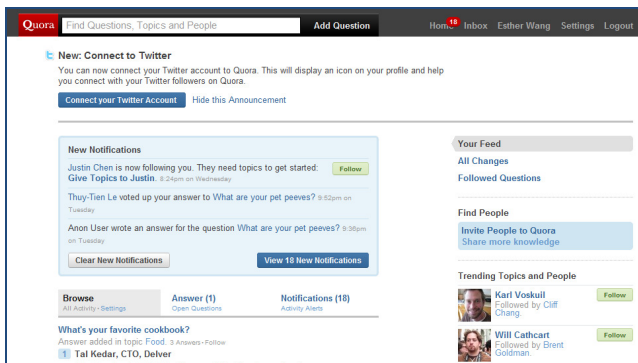 Quora Find Questions, Topics and People Add Question Home 18 Inbox Esther Wang Settings Logout
New: Connect to Twitter
You can now connect your Twitter account to Quora. This will display an icon on your profile and help
you connect with your Twitter followers on Quora.
Connect your Twitter Account Hide this Announcement
New Notifications
Justin Chen is now following you. They need topics to get started: Follow
Give Topics to Justin. 6:24pm on Wednesday
Thuy-Tien Le voted up your answer to What are your pet peeves? 9:52pm on
Tuesday
Anon User wrote an answer for the question What are your pet peeves? 9:36pm
on Tuesday
Clear New Notifications View 18 New Notifications
Browse
All Activity · Settings
Answer (1)
Open Questions
Notifications (18)
Activity Alerts
What's your favorite cookbook?
Answer added in topic Food. 3 Answers · Follow
1 Tal Kedar, CTO, Delver
Your Feed
All Changes
Followed Questions
Find People
Invite People to Quora
Share more knowledge
Trending Topics and People
Karl Voskuil Follow
Followed by Cliff
Chang.
Will Cathcart Follow
Followed by Brent
Goldman.